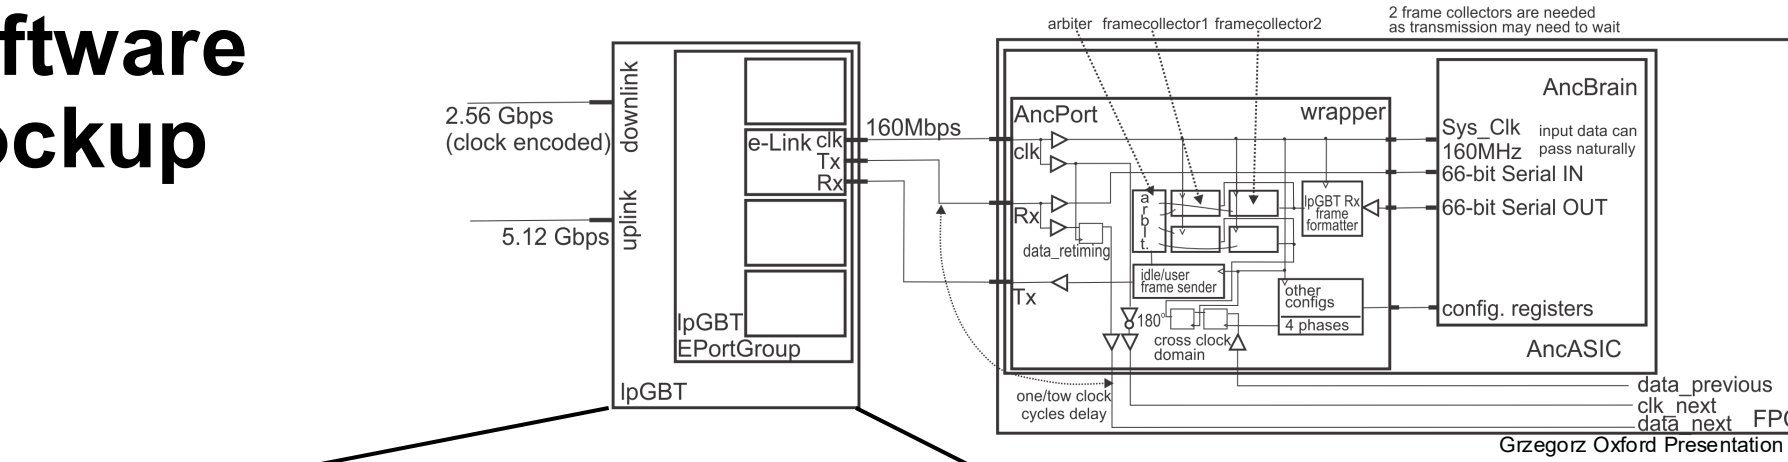 ftware
ockup
arbiter framecollector1 framecollector2
2 frame collectors are needed
as transmission may need to wait
downlink
2.56 Gbps
(clock encoded)
uplink
5.12 Gbps
e-Link clk
Tx
Rx
lpGBT
EPortGroup
lpGBT
160Mbps
AncPort
wrapper
clk
Rx
data_retiming
Tx
arbit.
lpGBT Rx
frame
formatter
idle/user
frame sender
other
configs
4 phases
180°
cross clock
domain
AncBrain
Sys_Clk
160MHz
input data can
pass naturally
66-bit Serial IN
66-bit Serial OUT
config. registers
AncASIC
one/tow clock
cycles delay
data_previous
clk_next
data_next
FPG
Grzegorz Oxford Presentation